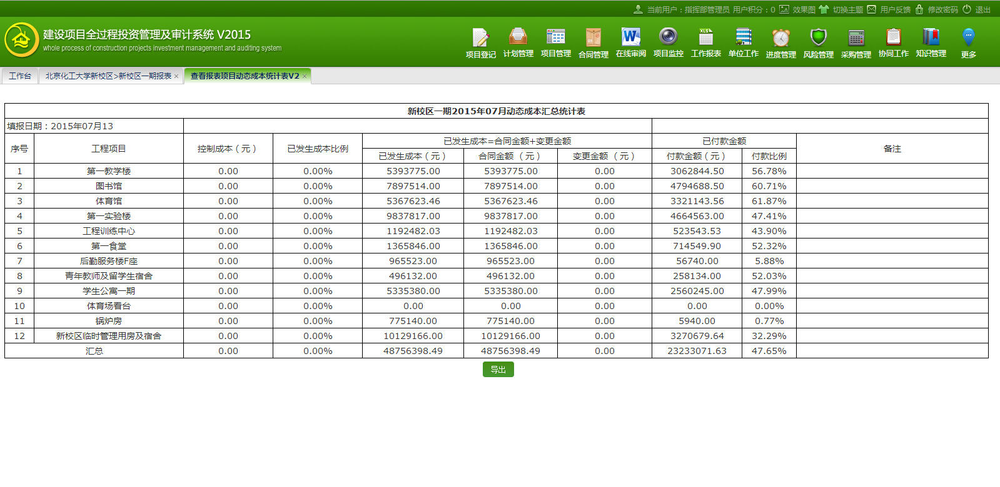 当前用户：指挥部管理员 用户积分：0 效果图 切换主题 用户反馈 修改密码 退出
建设项目全过程投资管理及审计系统 V2015
whole process of construction projects investment management and auditing system
项目登记 计划管理 项目管理 合同管理 在线审阅 项目监控 工作报表 单位工作 进度管理 风险管理 采购管理 协同工作 知识管理 更多
工作台 北京化工大学新校区>新校区一期报表 × 查看报表项目动态成本统计表V2 ×
新校区一期2015年07月动态成本汇总统计表
填报日期：2015年07月13
序号 工程项目 控制成本（元） 已发生成本比例 已发生成本=合同金额+变更金额 已付款金额 备注
已发生成本（元） 合同金额 （元） 变更金额 （元） 付款金额（元） 付款比例
1 第一教学楼 0.00 0.00% 5393775.00 5393775.00 0.00 3062844.50 56.78%
2 图书馆 0.00 0.00% 7897514.00 7897514.00 0.00 4794688.50 60.71%
3 体育馆 0.00 0.00% 5367623.46 5367623.46 0.00 3321143.56 61.87%
4 第一实验楼 0.00 0.00% 9837817.00 9837817.00 0.00 4664563.00 47.41%
5 工程训练中心 0.00 0.00% 1192482.03 1192482.03 0.00 523543.53 43.90%
6 第一食堂 0.00 0.00% 1365846.00 1365846.00 0.00 714549.90 52.32%
7 后勤服务楼F座 0.00 0.00% 965523.00 965523.00 0.00 56740.00 5.88%
8 青年教师及留学生宿舍 0.00 0.00% 496132.00 496132.00 0.00 258134.00 52.03%
9 学生公寓一期 0.00 0.00% 5335380.00 5335380.00 0.00 2560245.00 47.99%
10 体育场看台 0.00 0.00% 0.00 0.00 0.00 0.00 0.00%
11 锅炉房 0.00 0.00% 775140.00 775140.00 0.00 5940.00 0.77%
12 新校区临时管理用房及宿舍 0.00 0.00% 10129166.00 10129166.00 0.00 3270679.64 32.29%
汇总 0.00 0.00% 48756398.49 48756398.49 0.00 23233071.63 47.65%
导出